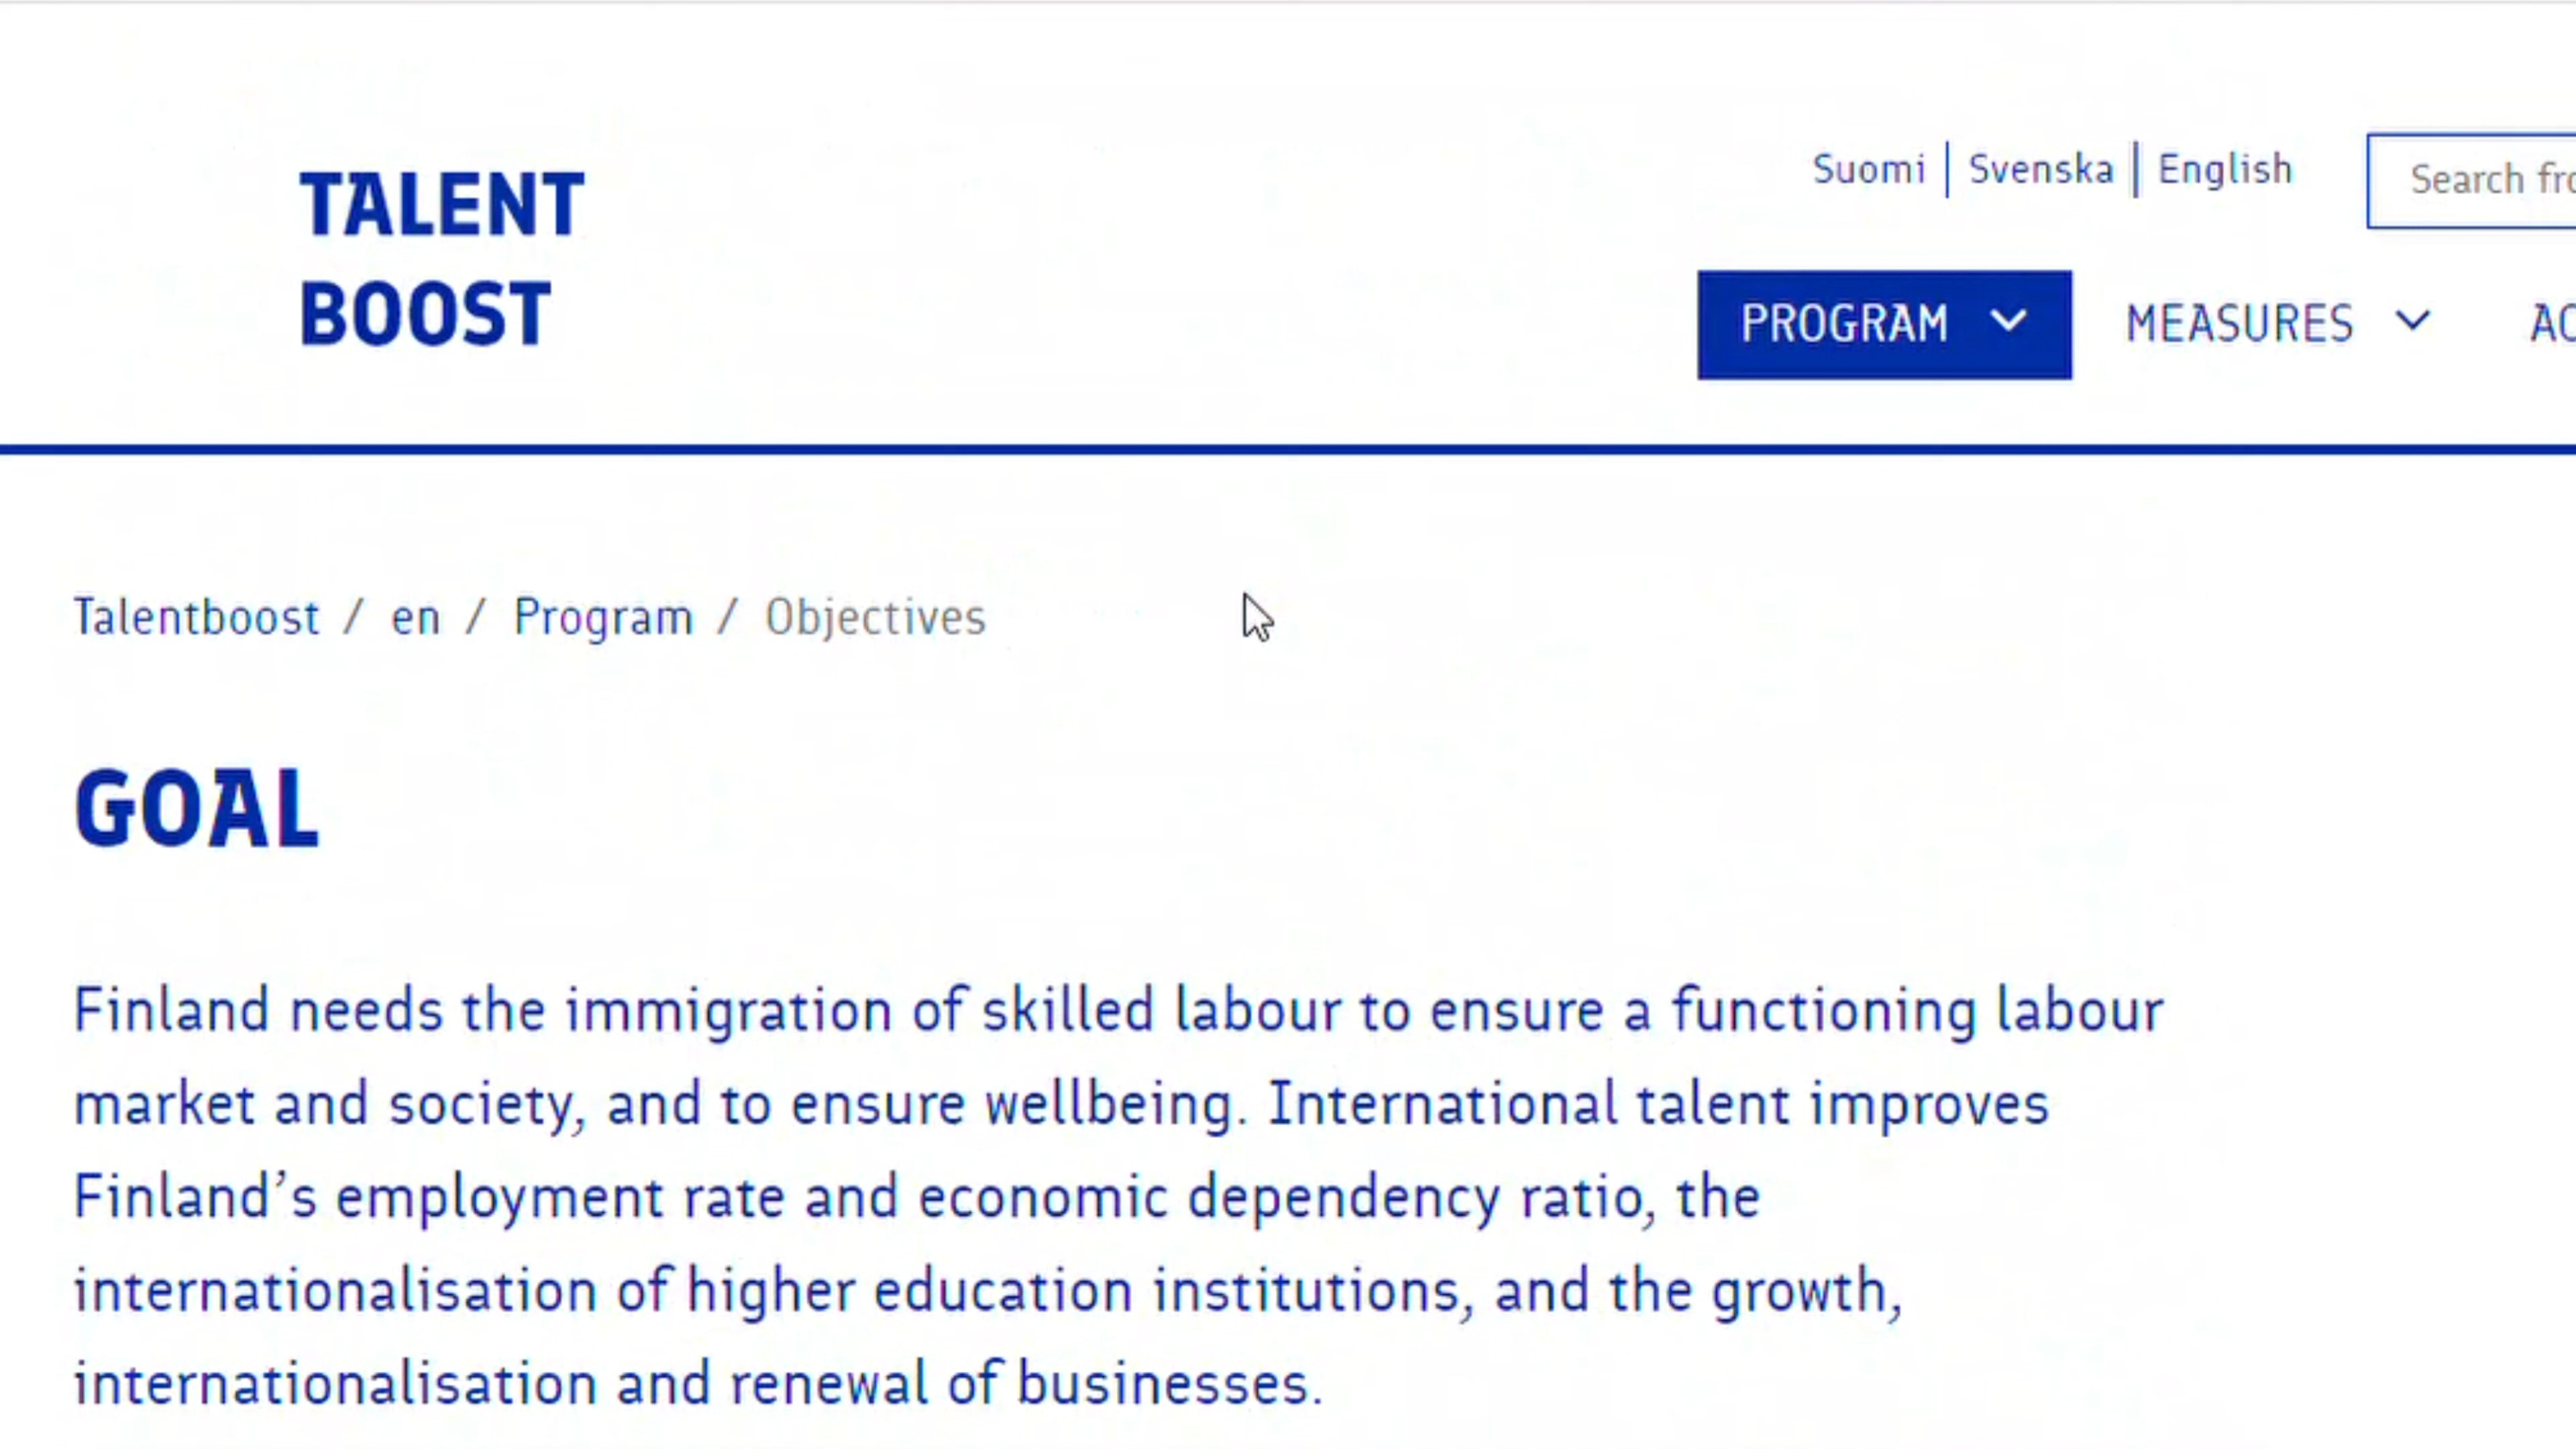 TALENT
BOOST
Suomi | Svenska | English
Search
PROGRAM
MEASURES
Talentboost / en / Program / Objectives
GOAL
Finland needs the immigration of skilled labour to ensure a functioning labour
market and society, and to ensure wellbeing. International talent improves
Finland’s employment rate and economic dependency ratio, the
internationalisation of higher education institutions, and the growth,
internationalisation and renewal of businesses.